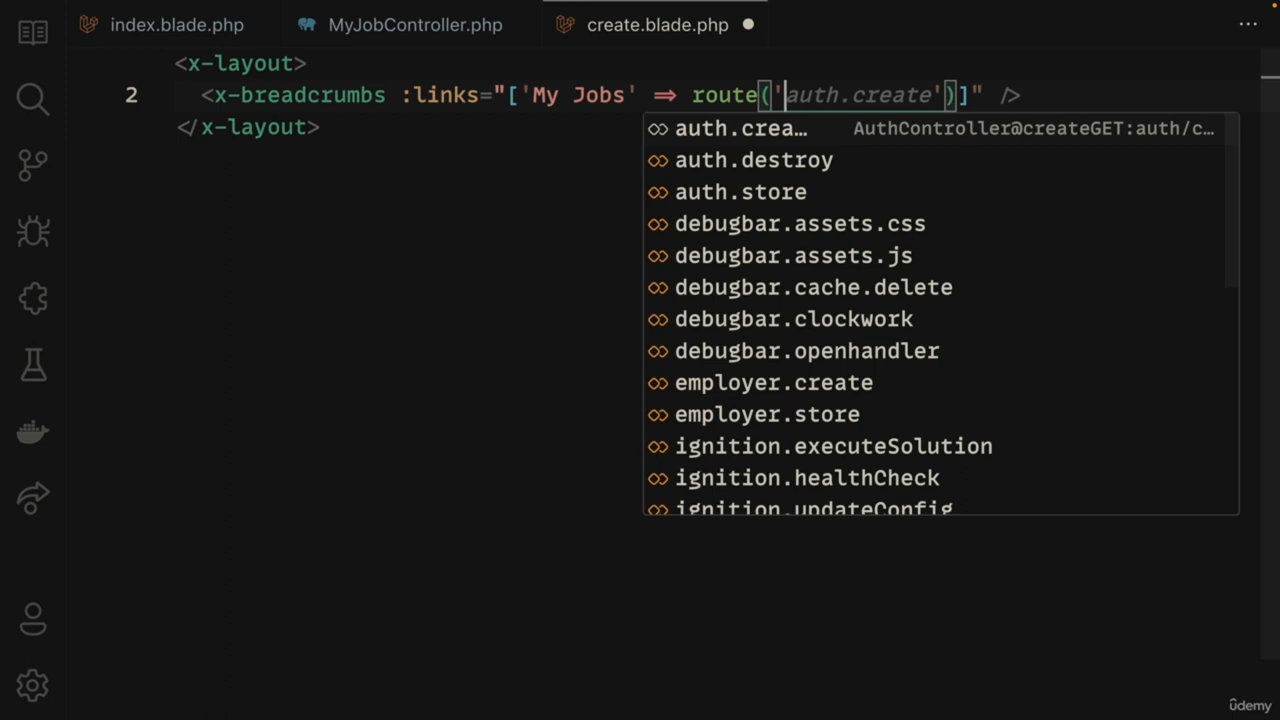 index.blade.php
MyJobController.php
create.blade.php
<x-layout>
2 <x-breadcrumbs :links="['My Jobs' => route('auth.create')]" />
</x-layout>
auth.crea… AuthController@createGET:auth/c…
auth.destroy
auth.store
debugbar.assets.css
debugbar.assets.js
debugbar.cache.delete
debugbar.clockwork
debugbar.openhandler
employer.create
employer.store
ignition.executeSolution
ignition.healthCheck
ignition.updateConfig
ûdemy